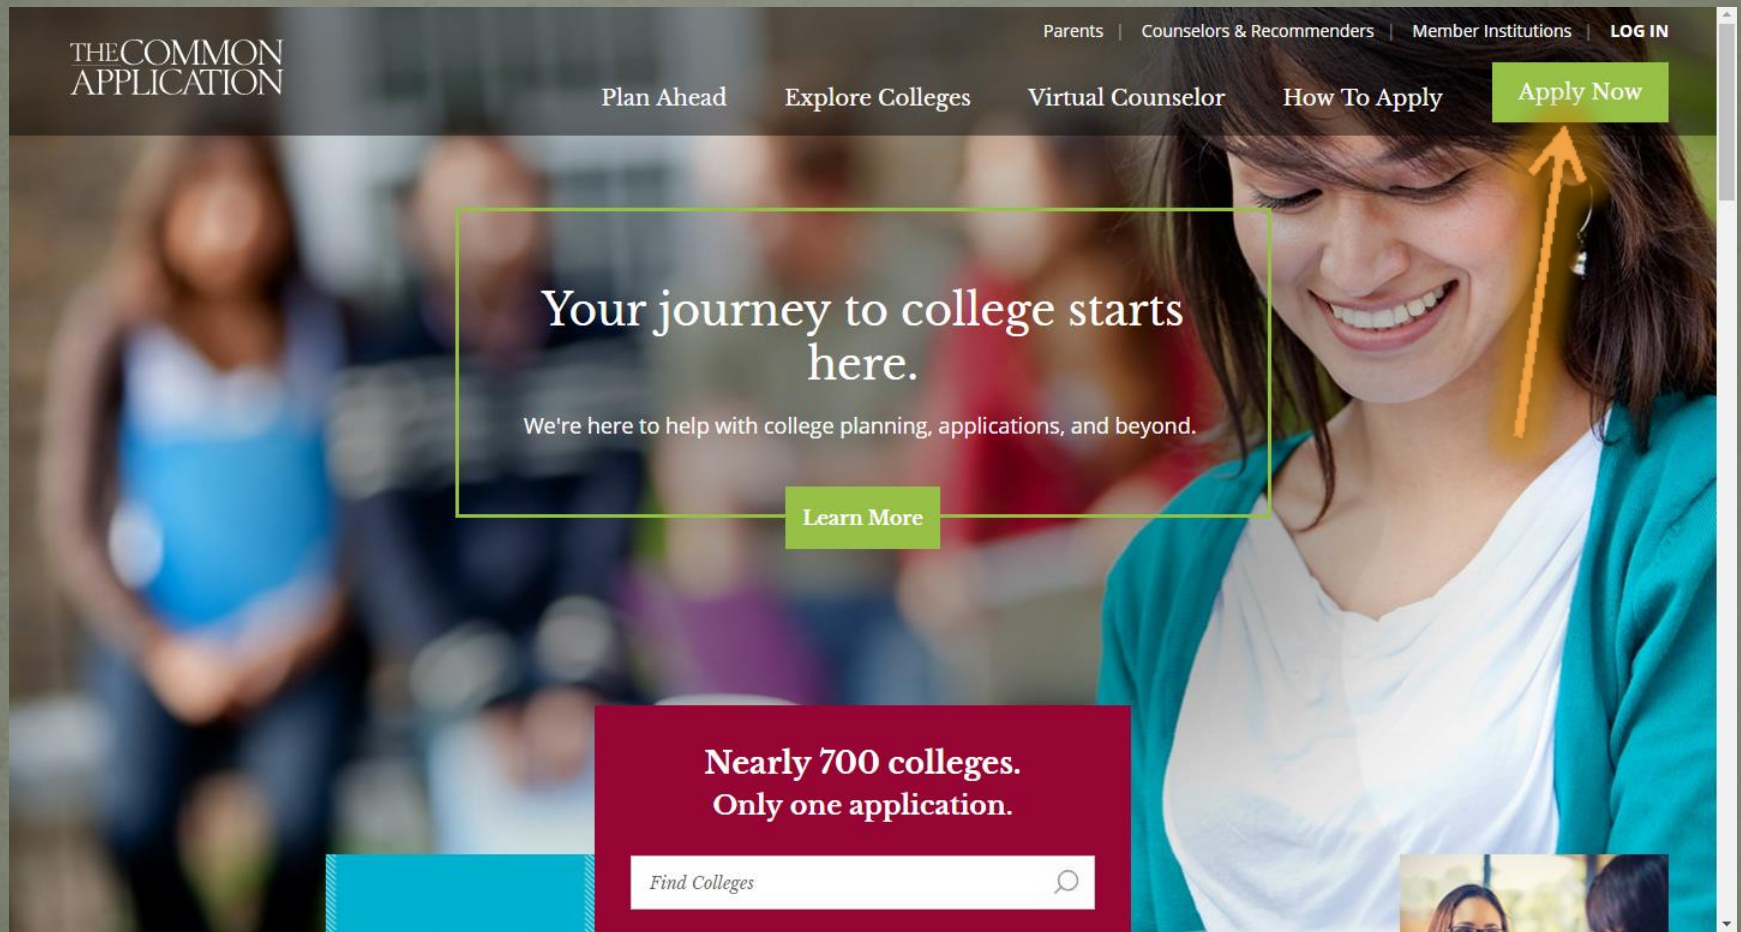 Parents | Counselors & Recommenders | Member Institutions | LOG IN
THE COMMON
APPLICATION
Plan Ahead Explore Colleges Virtual Counselor How To Apply Apply Now
Your journey to college starts
here.
We're here to help with college planning, applications, and beyond.
Learn More
Nearly 700 colleges.
Only one application.
Find Colleges